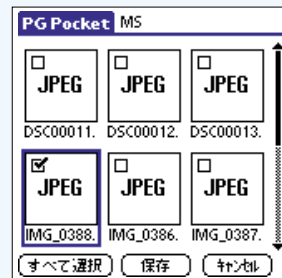 PG Pocket MS
JPEG JPEG JPEG
DSC00011. DSC00012. DSC00013.
JPEG JPEG JPEG
IMG_0388. IMG_0386. IMG_0387.
すべて選択 保存 キャンセル